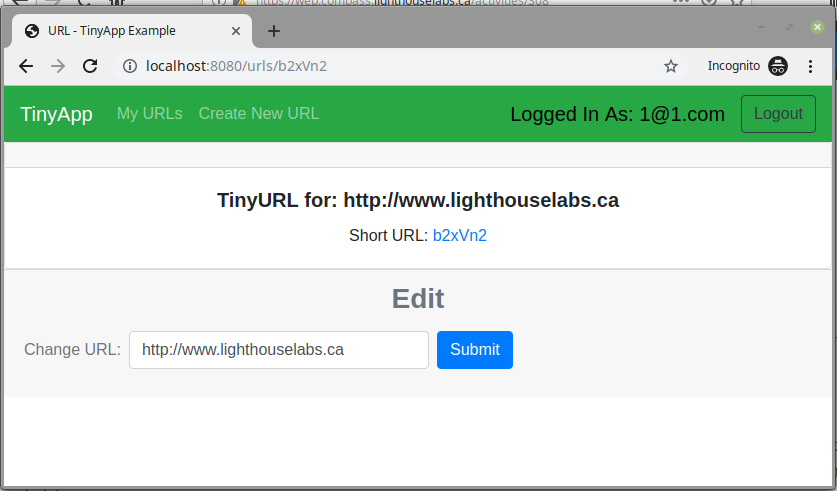 https://web.compass.lighthouselabs.ca/activities/308
URL - TinyApp Example
localhost:8080/urls/b2xVn2
Incognito
TinyApp My URLs Create New URL Logged In As: 1@1.com Logout
TinyURL for: http://www.lighthouselabs.ca
Short URL: b2xVn2
Edit
Change URL: http://www.lighthouselabs.ca Submit